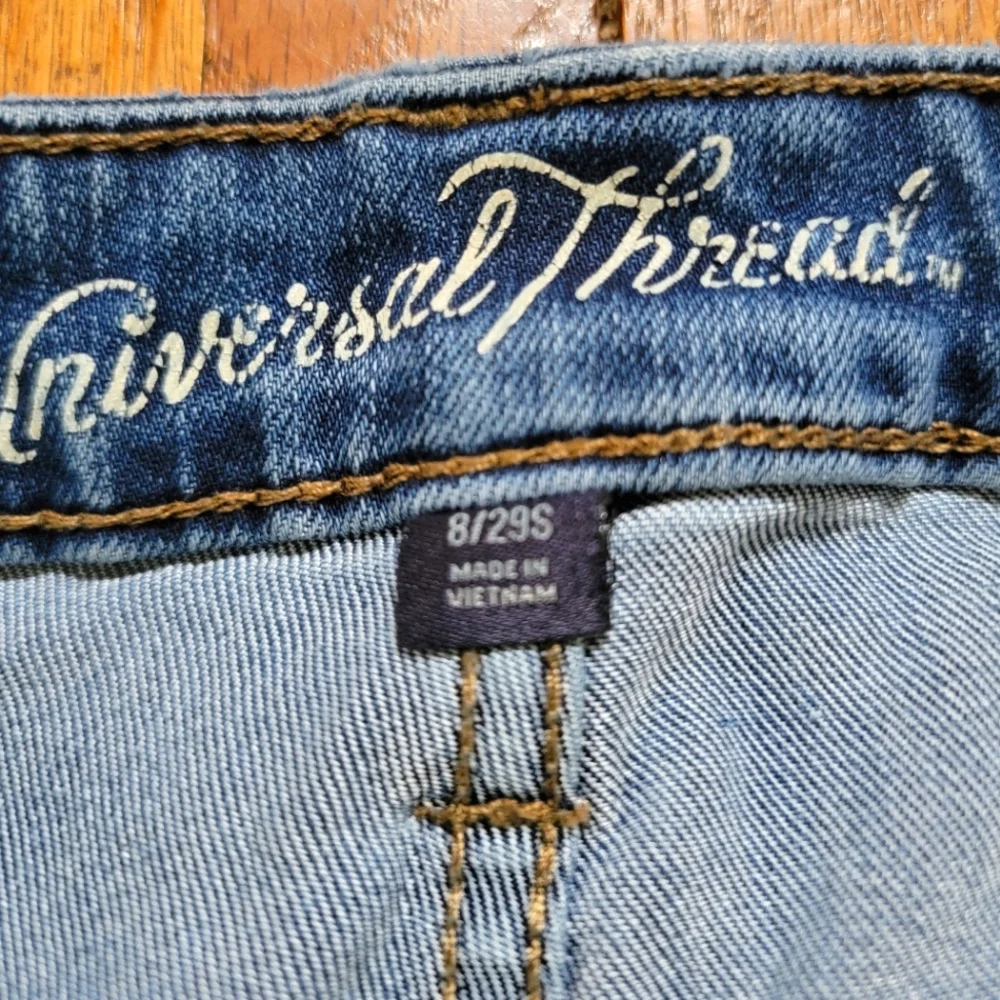 Universal Thread™
8/29S
MADE IN
VIETNAM